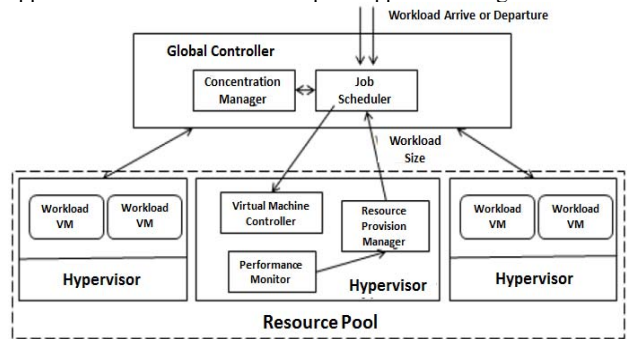 Workload Arrive or Departure
Global Controller
Concentration
Manager
Job
Scheduler
Workload
Size
Workload
VM
Workload
VM
Hypervisor
Virtual Machine
Controller
Resource
Provision
Manager
Performance
Monitor
Hypervisor
Workload
VM
Workload
VM
Hypervisor
Resource Pool